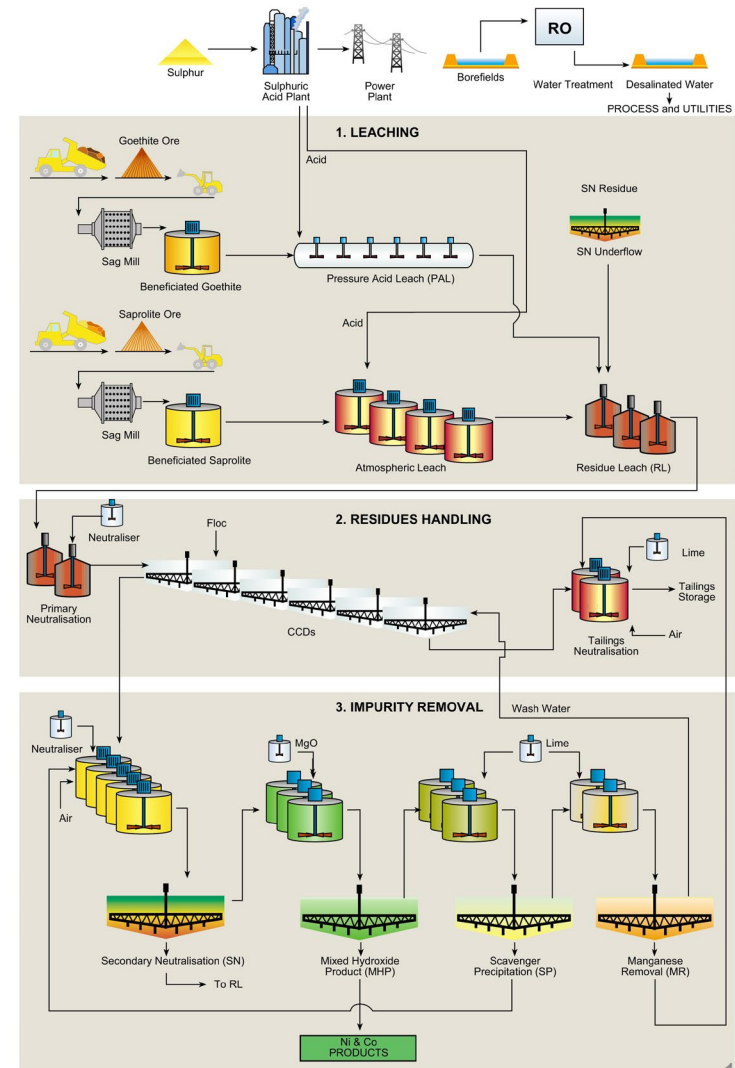 RO
Sulphur
Sulphuric
Acid Plant
Power
Plant
Borefields
Water Treatment
Desalinated Water
PROCESS and UTILITIES
1. LEACHING
Goethite Ore
Acid
SN Residue
Sag Mill
SN Underflow
Beneficiated Goethite
Pressure Acid Leach (PAL)
Saprolite Ore
Acid
Sag Mill
Beneficiated Saprolite
Atmospheric Leach
Residue Leach (RL)
2. RESIDUES HANDLING
Floc
Neutraliser
Lime
Tailings
Storage
Primary
Neutralisation
CCDs
Air
Tailings
Neutralisation
3. IMPURITY REMOVAL
Wash Water
Neutraliser
MgO
Lime
Air
Secondary Neutralisation (SN)
Mixed Hydroxide
Product (MHP)
Scavenger
Precipitation (SP)
Manganese
Removal (MR)
To RL
Ni & Co
PRODUCTS